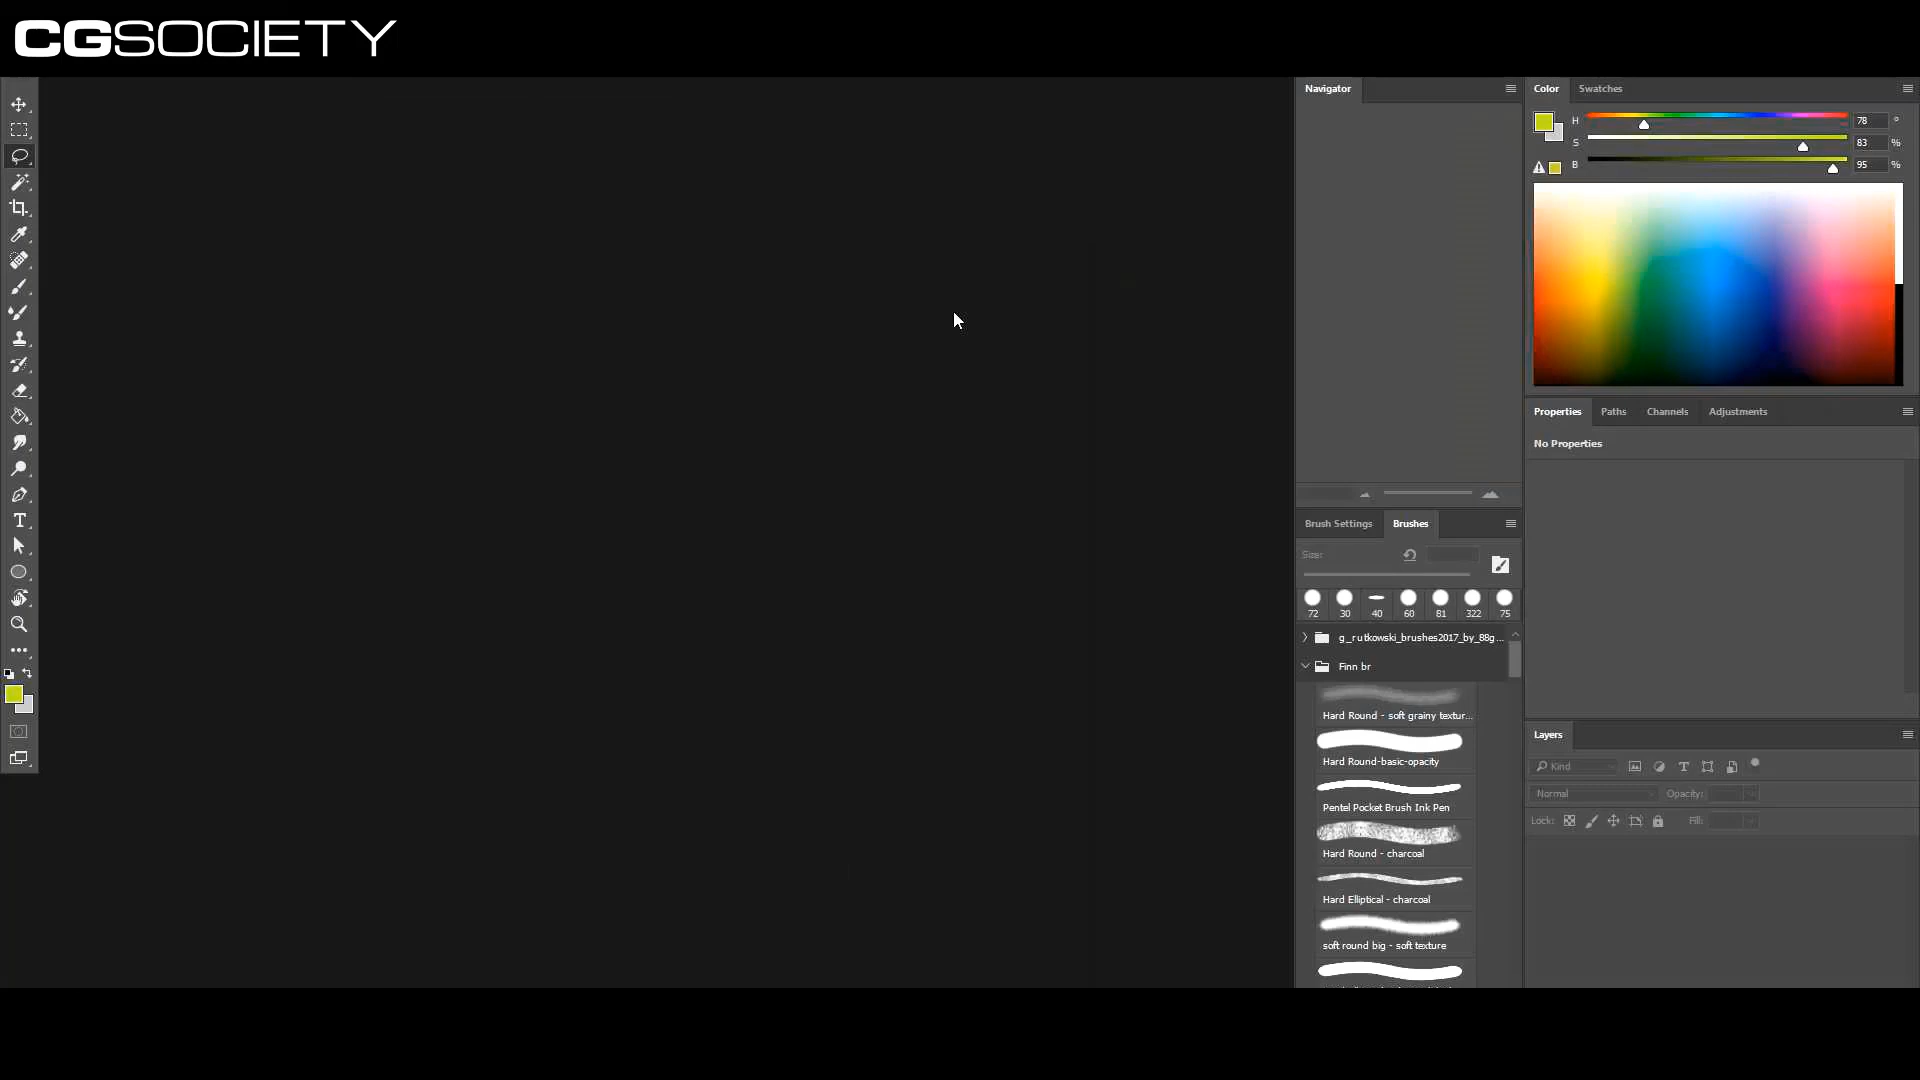 CGSOCIETY
Navigator
Color Swatches
H 78 °
S 83 %
B 95 %
Properties Paths Channels Adjustments
No Properties
Brush Settings Brushes
Size:
72 30 40 60 81 322 75
g_rutkowski_brushes2017_by_88g...
Finn br
Hard Round - soft grainy textur...
Hard Round-basic-opacity
Pentel Pocket Brush Ink Pen
Hard Round - charcoal
Hard Elliptical - charcoal
soft round big - soft texture
Layers
Kind
Normal Opacity:
Lock: Fill: